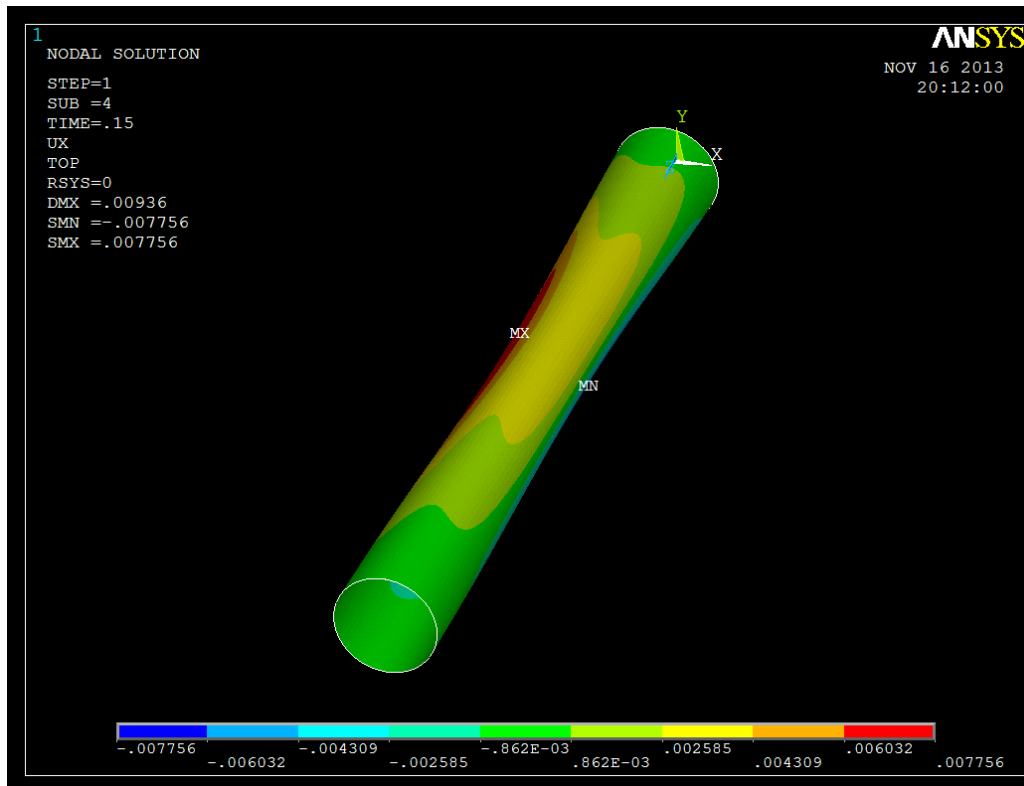 1
NODAL SOLUTION
STEP=1
SUB =4
TIME=.15
UX
TOP
RSYS=0
DMX =.00936
SMN =-.007756
SMX =.007756
ANSYS
NOV 16 2013
20:12:00
Y
X
Z
MX
MN
-.007756
-.006032
-.004309
-.002585
-.862E-03
.862E-03
.002585
.004309
.006032
.007756